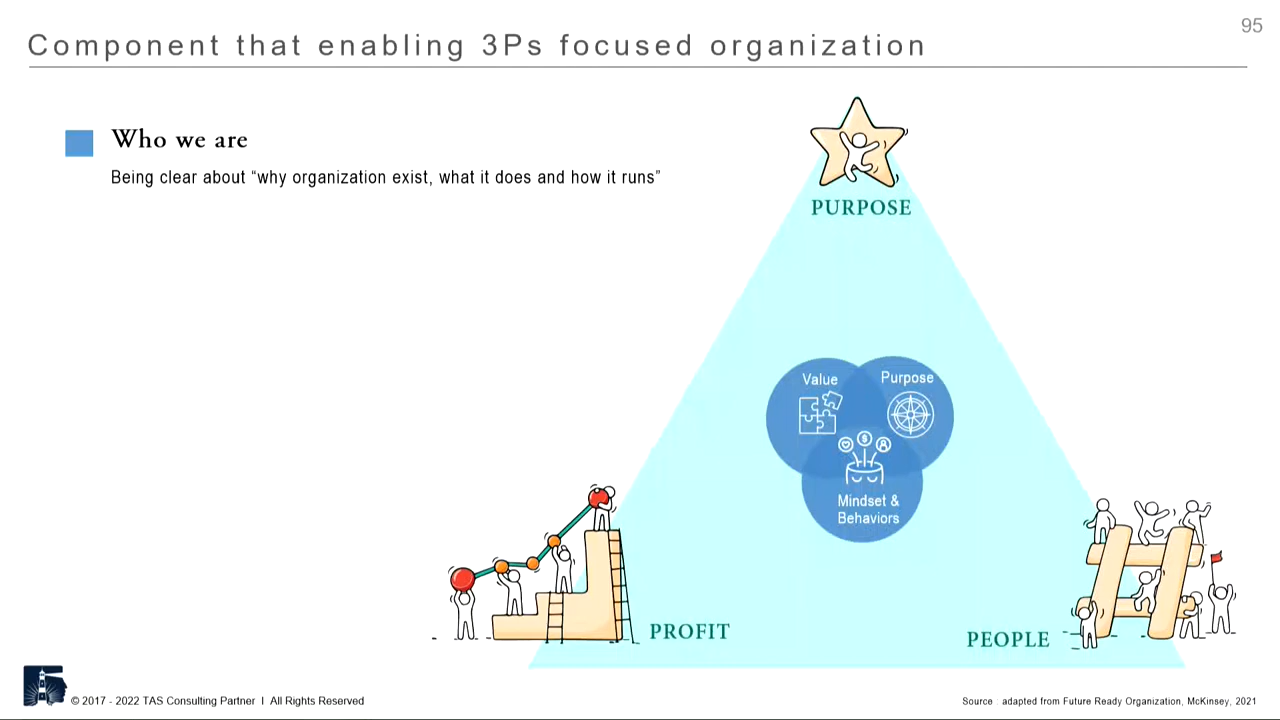 95
Component that enabling 3Ps focused organization
Who we are
Being clear about “why organization exist, what it does and how it runs”
PURPOSE
Value
Purpose
$
Mindset &
Behaviors
PROFIT
PEOPLE
© 2017 - 2022 TAS Consulting Partner I All Rights Reserved
Source : adapted from Future Ready Organization, McKinsey, 2021